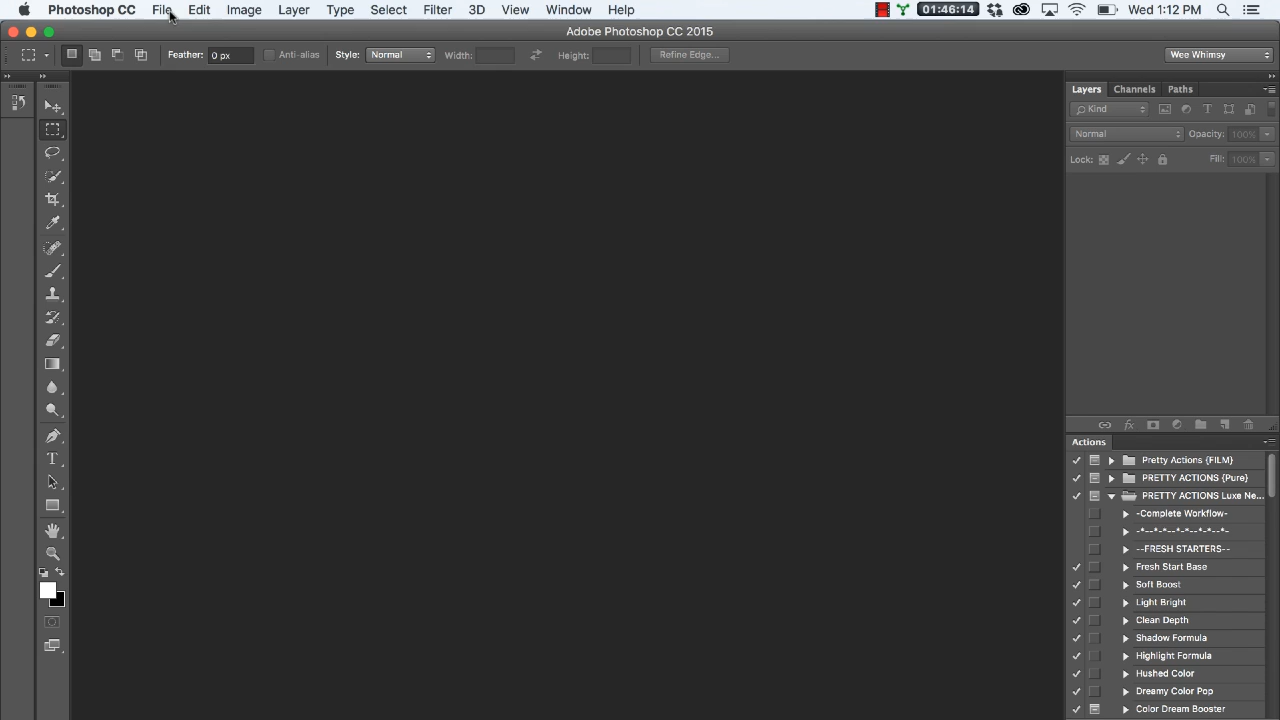 Photoshop CC File Edit Image Layer Type Select Filter 3D View Window Help 01:46:14 Wed 1:12 PM
Adobe Photoshop CC 2015
Feather: 0 px Anti-alias Style: Normal Width: Height: Refine Edge... Wee Whimsy
Layers Channels Paths
Kind
Normal Opacity: 100%
Lock: Fill: 100%
Actions
Pretty Actions {FILM}
PRETTY ACTIONS {Pure}
PRETTY ACTIONS Luxe Ne...
-Complete Workflow-
-*--*-*--*-*--*-*--*-
--FRESH STARTERS--
Fresh Start Base
Soft Boost
Light Bright
Clean Depth
Shadow Formula
Highlight Formula
Hushed Color
Dreamy Color Pop
Color Dream Booster